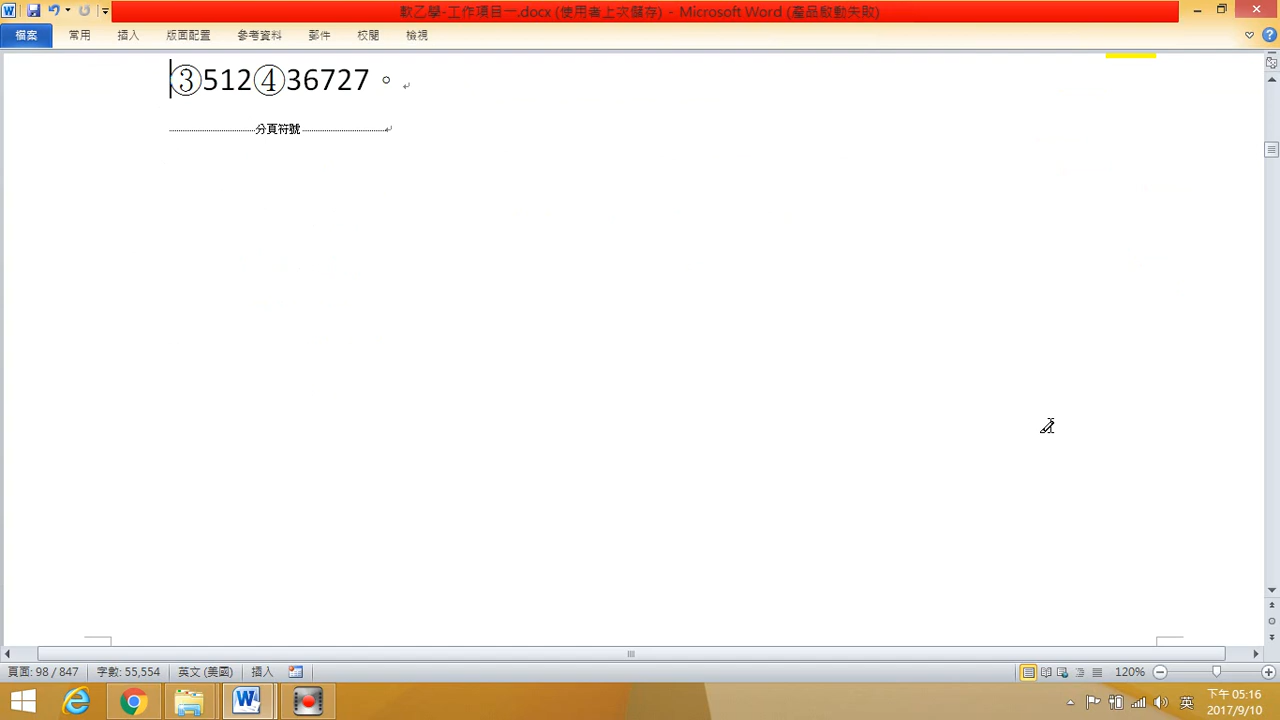 軟乙學-工作項目一.docx (使用者上次儲存) - Microsoft Word (產品啟動失敗)
檔案 常用 插入 版面配置 參考資料 郵件 校閱 檢視
③512④36727。
分頁符號
頁面: 98 / 847 字數: 55,554 英文 (美國) 插入 120%
英 下午 05:16
2017/9/10